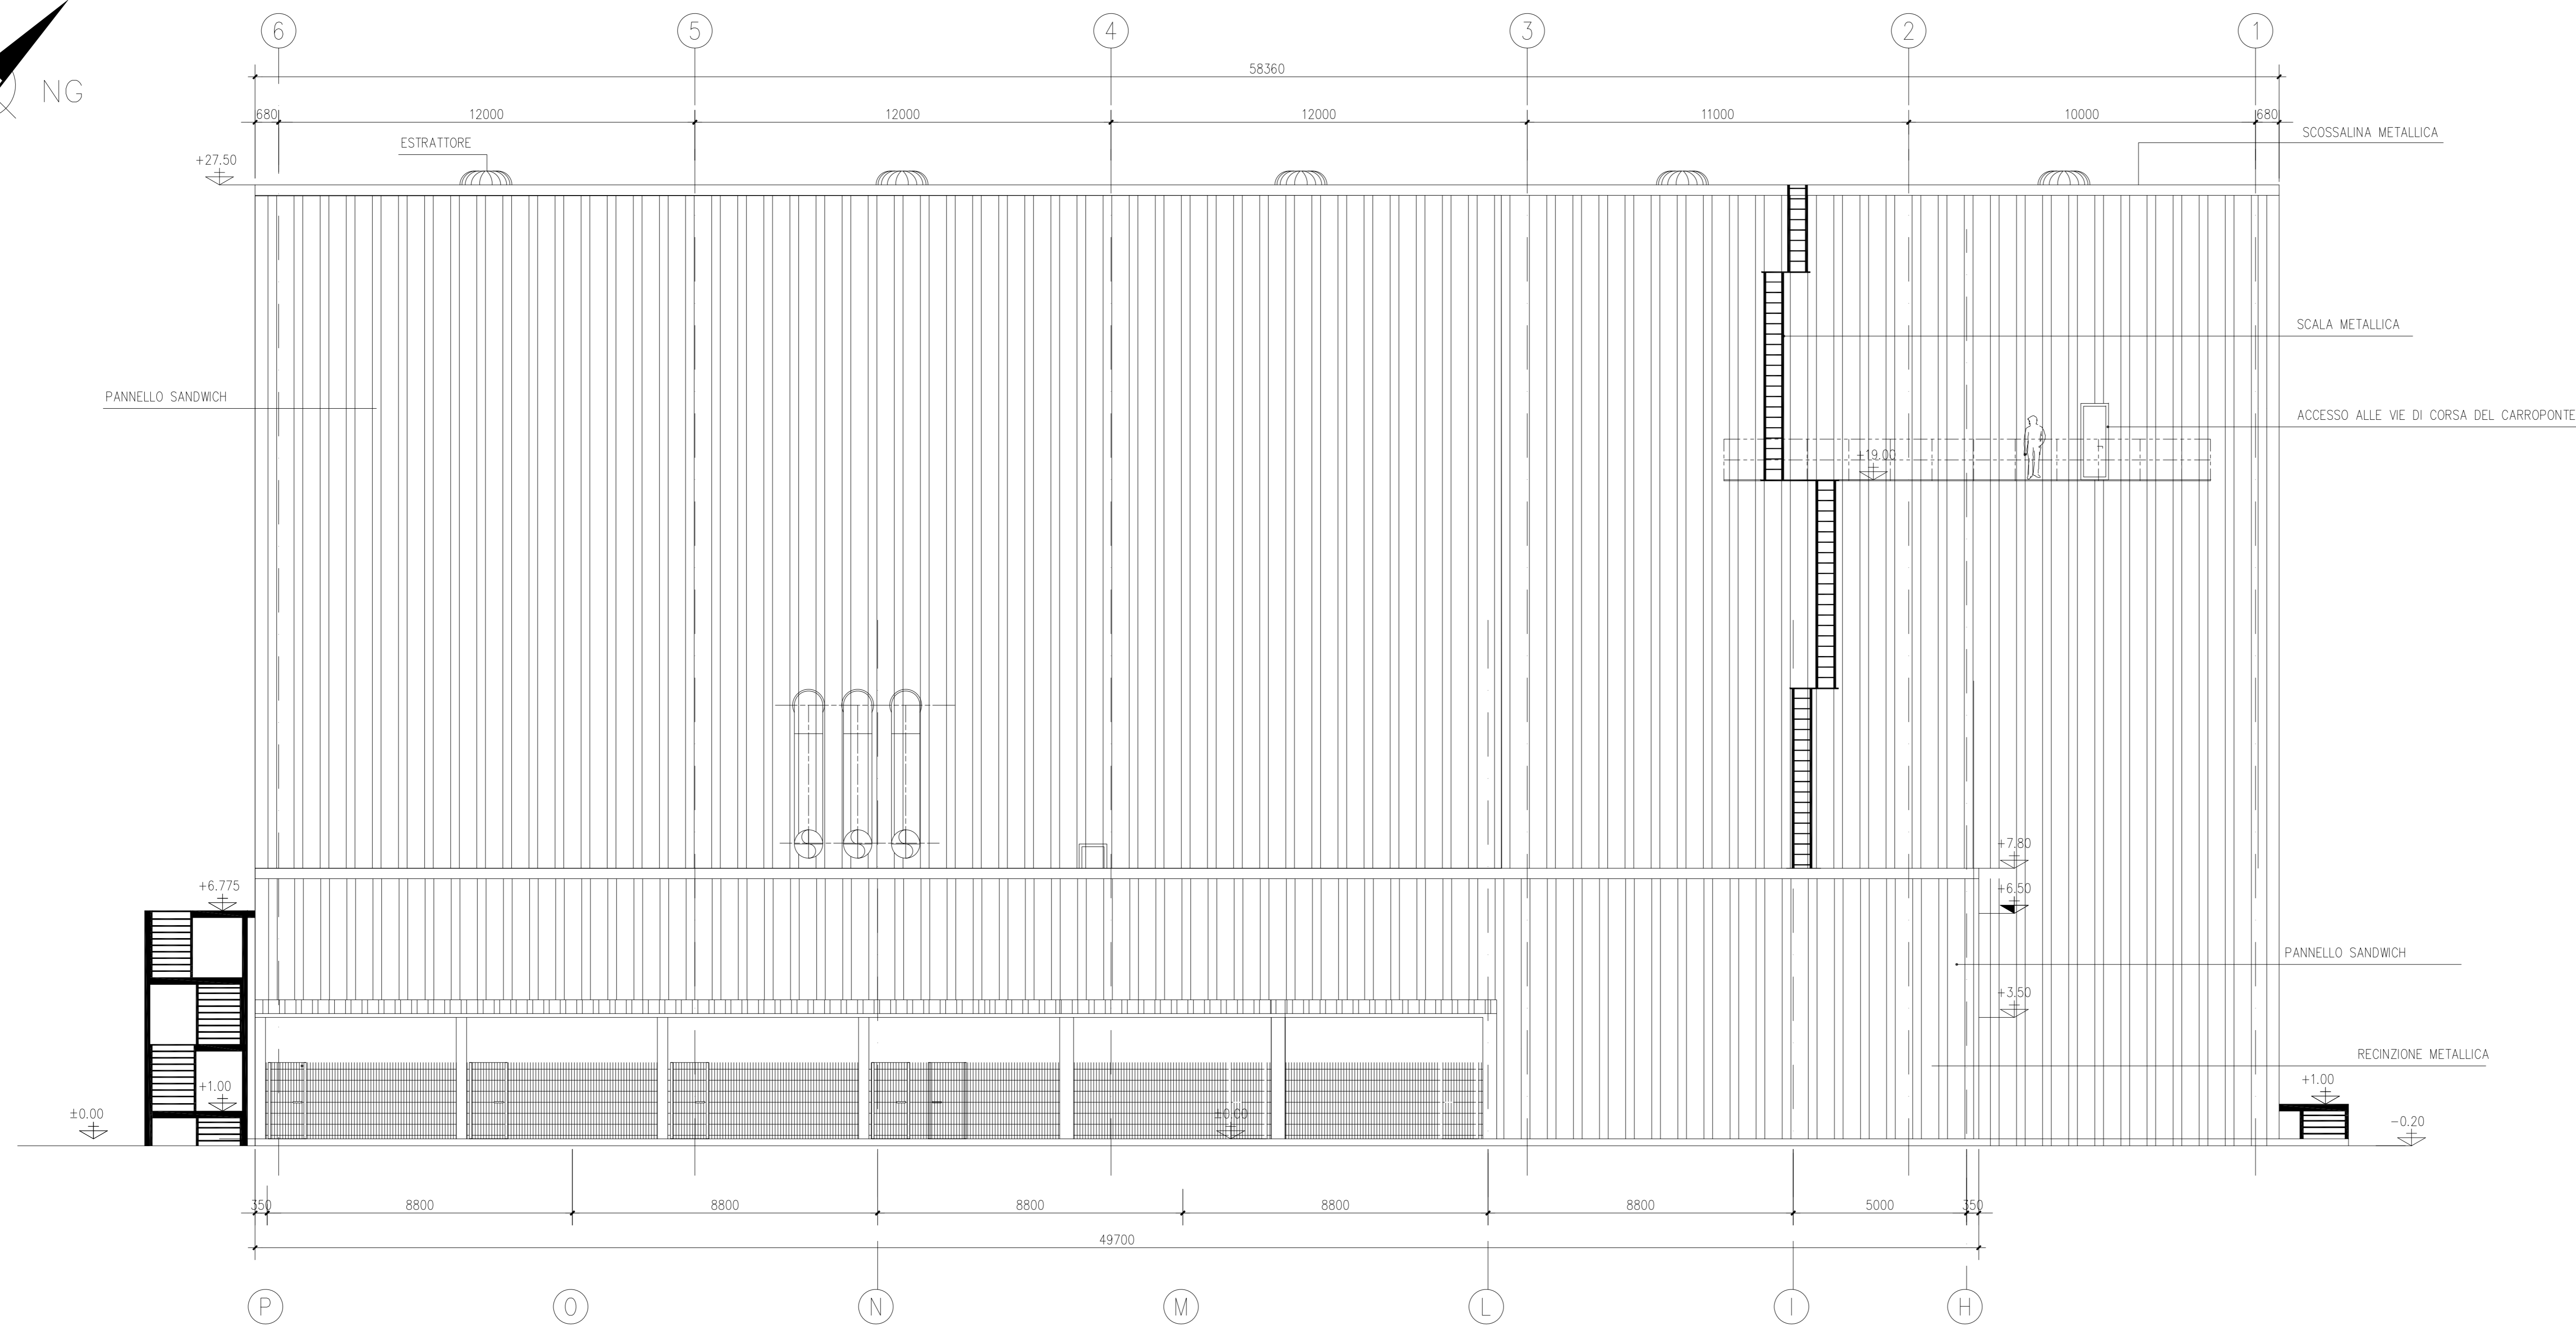 6 5 4 3 2 1
NG
58360
680 12000 12000 12000 11000 10000 680
SCOSSALINA METALLICA
ESTRATTORE
+27.50
SCALA METALLICA
PANNELLO SANDWICH
ACCESSO ALLE VIE DI CORSA DEL CARROPONTE
+19.00
+7.80
+6.775
+6.50
PANNELLO SANDWICH
+3.50
RECINZIONE METALLICA
+1.00
+1.00
±0.00
±0.00
-0.20
350 8800 8800 8800 8800 8800 5000 350
49700
P O N M L I H